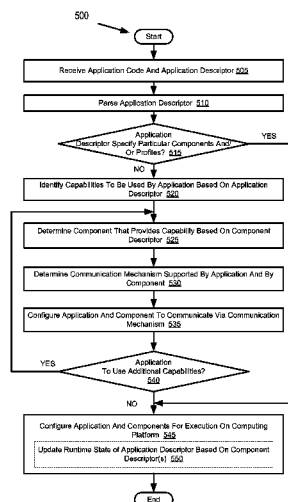 500
Start
Receive Application Code And Application Descriptor 505
Parse Application Descriptor 510
Application
Descriptor Specify Particular Components And/
Or Profiles? 515
YES
NO
Identify Capabilities To Be Used By Application Based On Application
Descriptor
520
Determine Component That Provides Capability Based On Component
Descriptor 525
Determine Communication Mechanism Supported By Application And By
Component 530
Configure Application And Component To Communicate Via Communication
Mechanism 535
YES
Application
To Use Additional Capabilities?
540
NO
Configure Application And Components For Execution On Computing
Platform 545
Update Runtime State of Application Descriptor Based On Component
Descriptor(s) 550
End